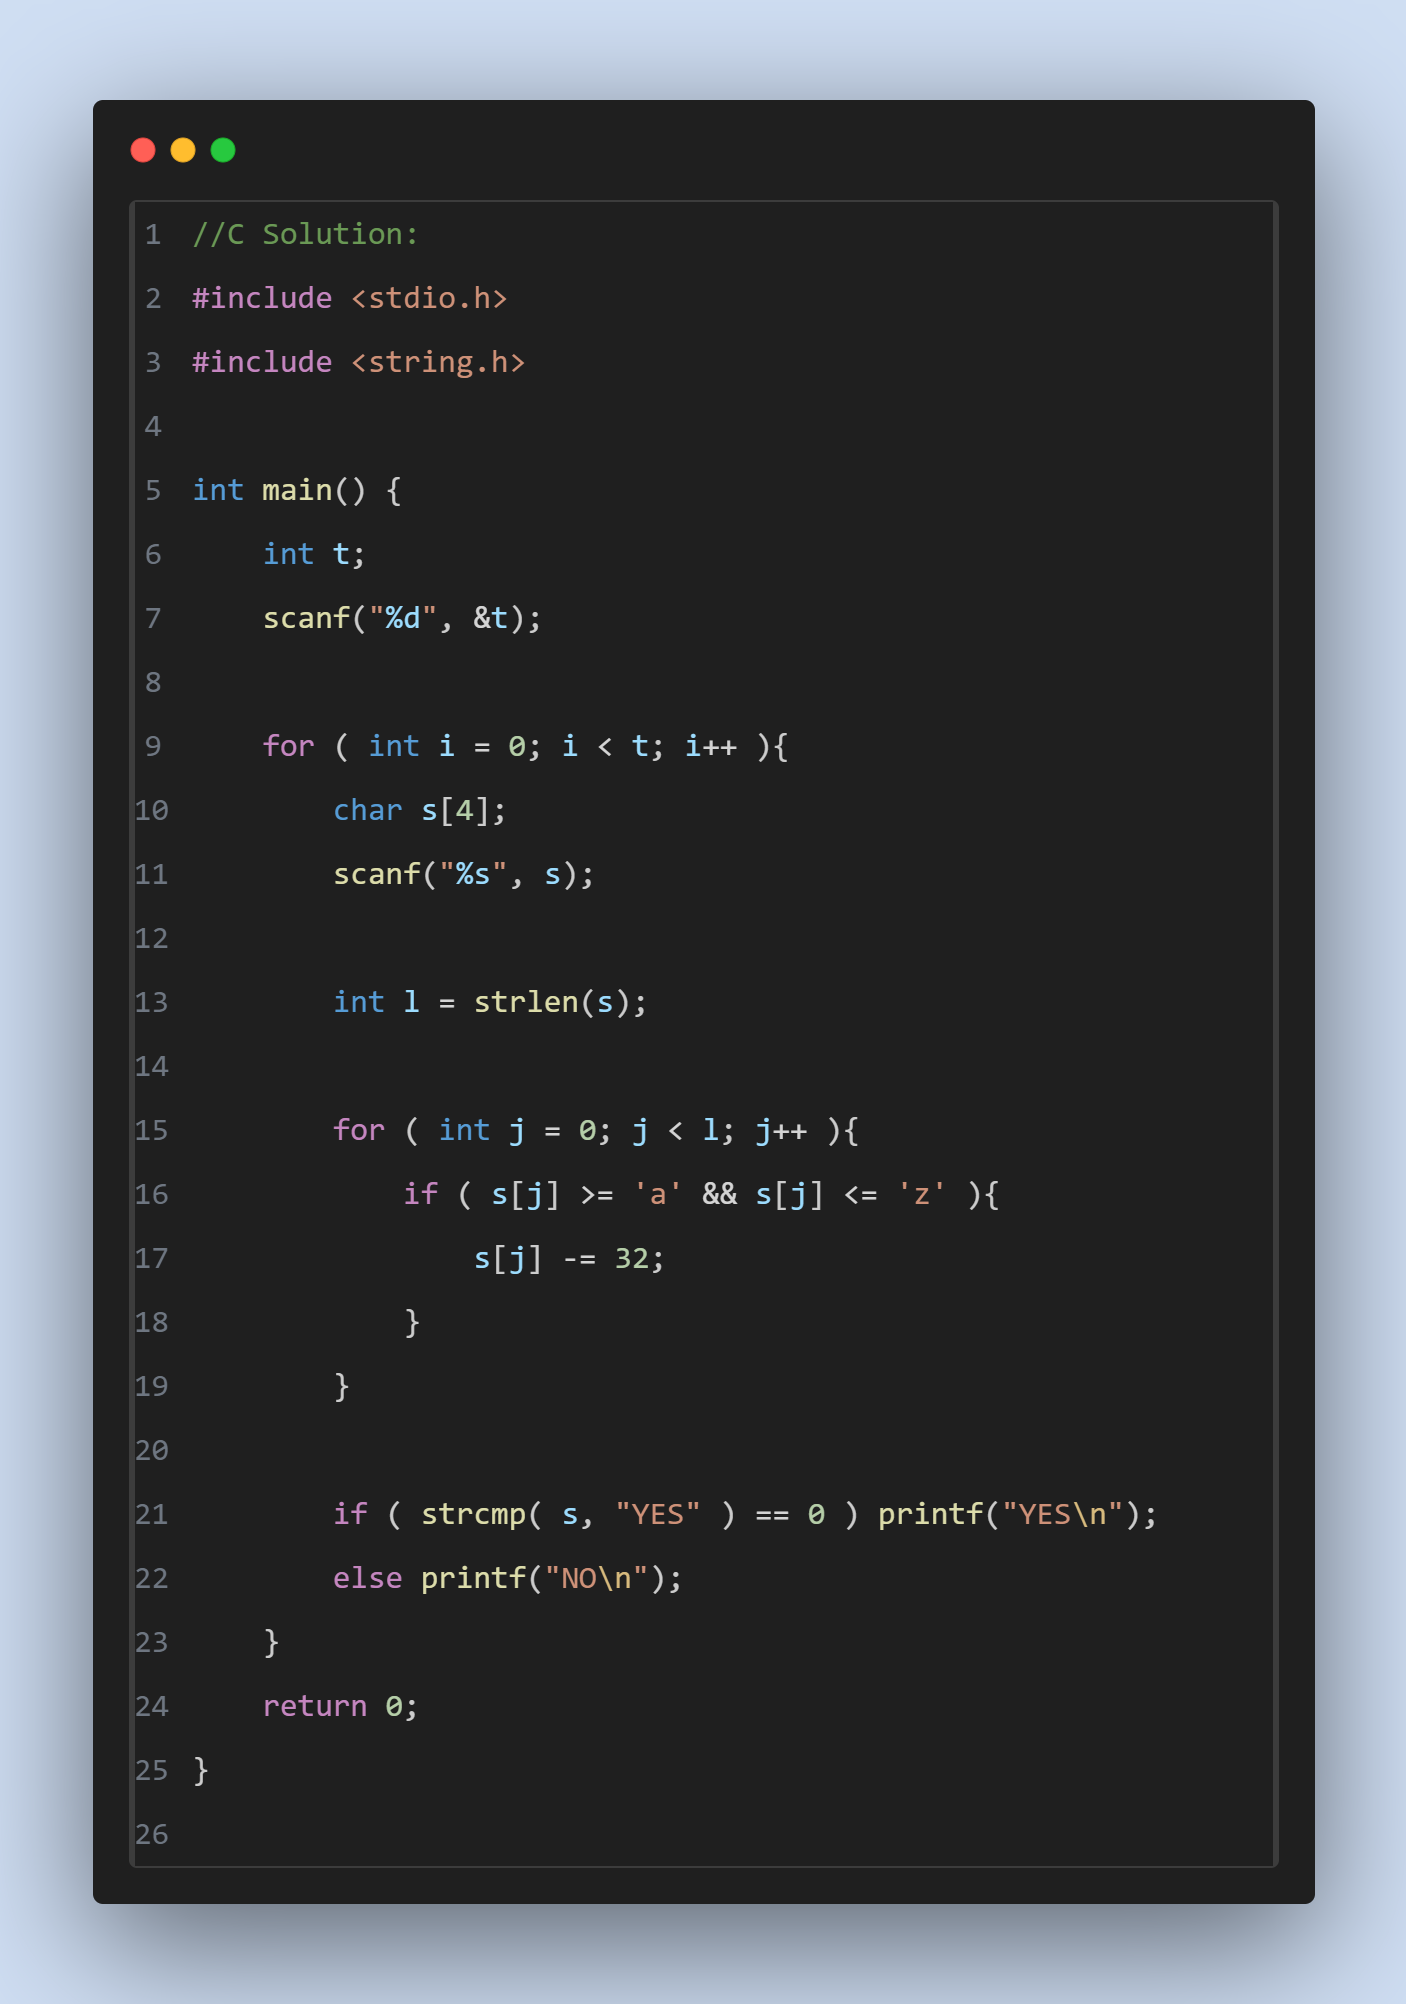 1 //C Solution:
2 #include <stdio.h>
3 #include <string.h>
4
5 int main() {
6     int t;
7     scanf("%d", &t);
8
9     for ( int i = 0; i < t; i++ ){
10         char s[4];
11         scanf("%s", s);
12
13         int l = strlen(s);
14
15         for ( int j = 0; j < l; j++ ){
16             if ( s[j] >= 'a' && s[j] <= 'z' ){
17                 s[j] -= 32;
18             }
19         }
20
21         if ( strcmp( s, "YES" ) == 0 ) printf("YES\n");
22         else printf("NO\n");
23     }
24     return 0;
25 }
26